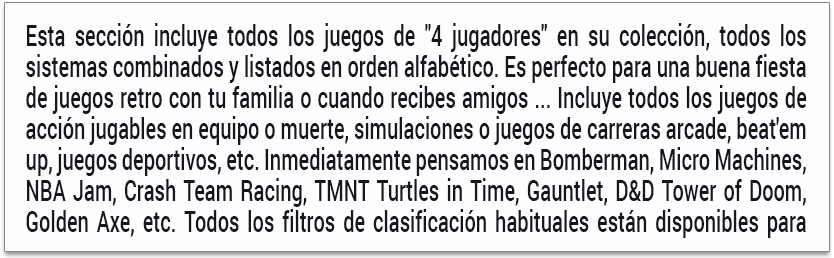 Esta sección incluye todos los juegos de "4 jugadores" en su colección, todos los
sistemas combinados y listados en orden alfabético. Es perfecto para una buena fiesta
de juegos retro con tu familia o cuando recibes amigos ... Incluye todos los juegos de
acción jugables en equipo o muerte, simulaciones o juegos de carreras arcade, beat'em
up, juegos deportivos, etc. Inmediatamente pensamos en Bomberman, Micro Machines,
NBA Jam, Crash Team Racing, TMNT Turtles in Time, Gauntlet, D&D Tower of Doom,
Golden Axe, etc. Todos los filtros de clasificación habituales están disponibles para